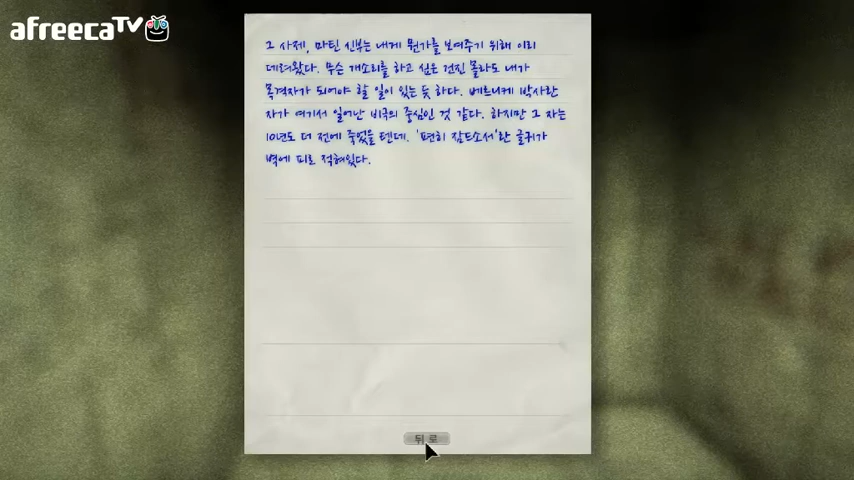 afreecaTV
그 사제, 마틴 신부는 내게 뭔가를 보여주기 위해 이리
데려왔다. 무슨 개소리를 하고 싶은 건진 몰라도 내가
목격자가 되어야 할 일이 있는 듯 하다. 베르니케 박사란
자가 여기서 일어난 비극의 중심인 것 같다. 하지만 그 자는
10년도 더 전에 죽었을 텐데. '편히 잠드소서'란 글귀가
벽에 피로 적혀있다.
뒤로